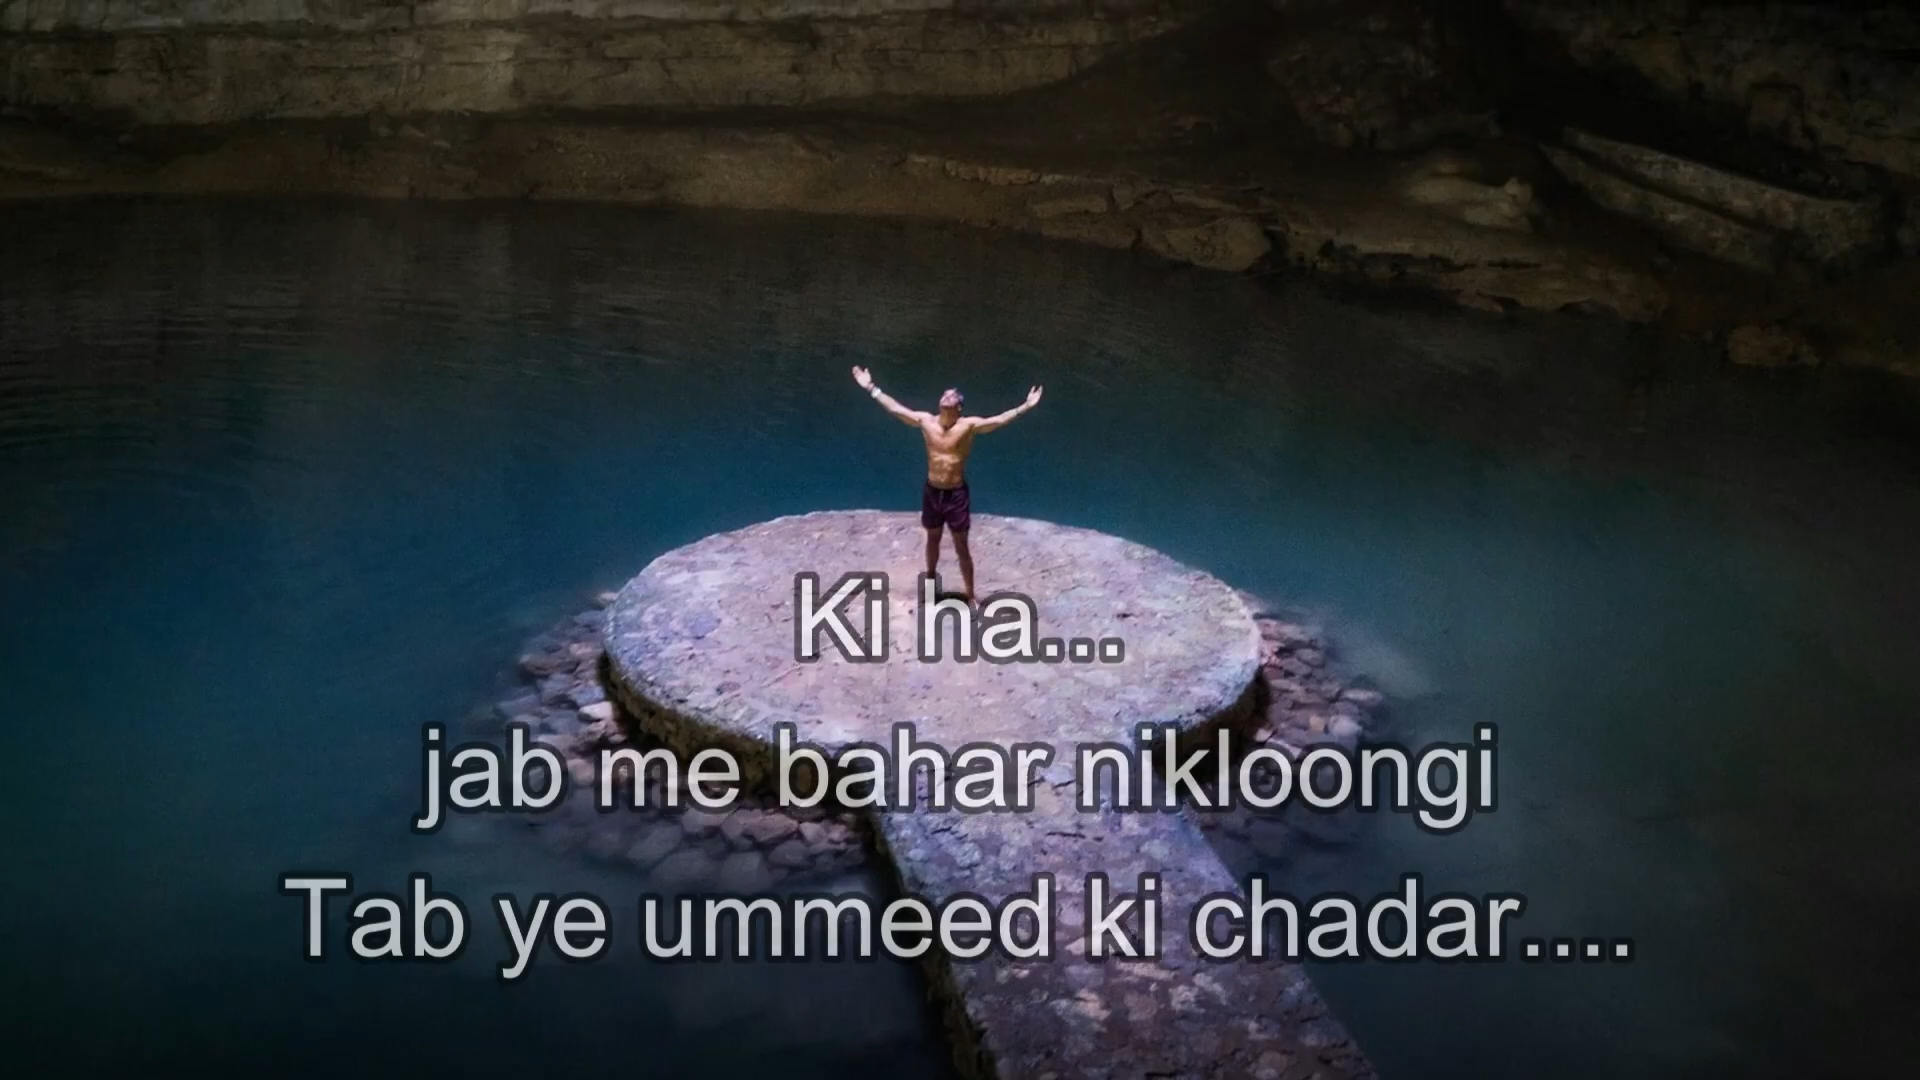 Ki ha...
jab me bahar nikloongi
Tab ye ummeed ki chadar....